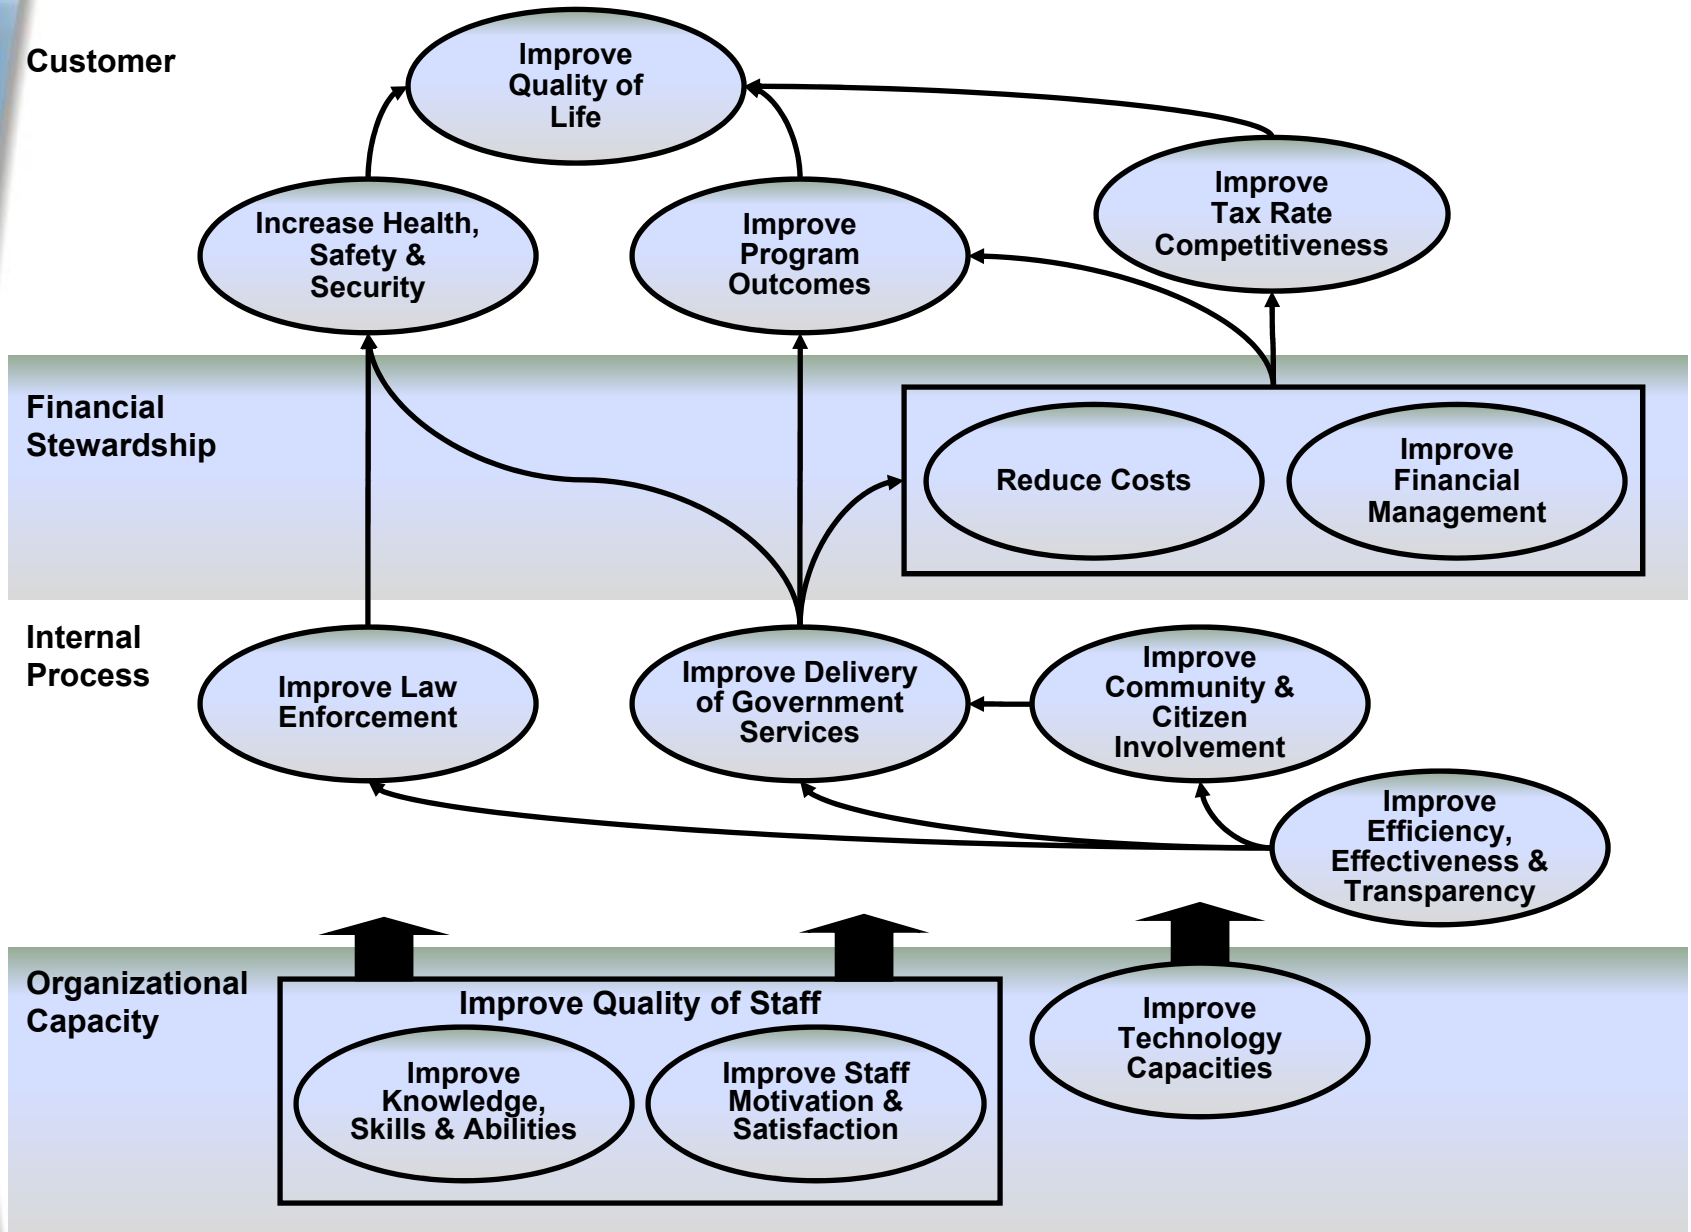 Customer
Improve
Quality of
Life
Increase Health,
Safety &
Security
Improve
Program
Outcomes
Improve
Tax Rate
Competitiveness
Financial
Stewardship
Reduce Costs
Improve
Financial
Management
Internal
Process
Improve Law
Enforcement
Improve Delivery
of Government
Services
Improve
Community &
Citizen
Involvement
Improve
Efficiency,
Effectiveness &
Transparency
Organizational
Capacity
Improve Quality of Staff
Improve
Knowledge,
Skills & Abilities
Improve Staff
Motivation &
Satisfaction
Improve
Technology
Capacities